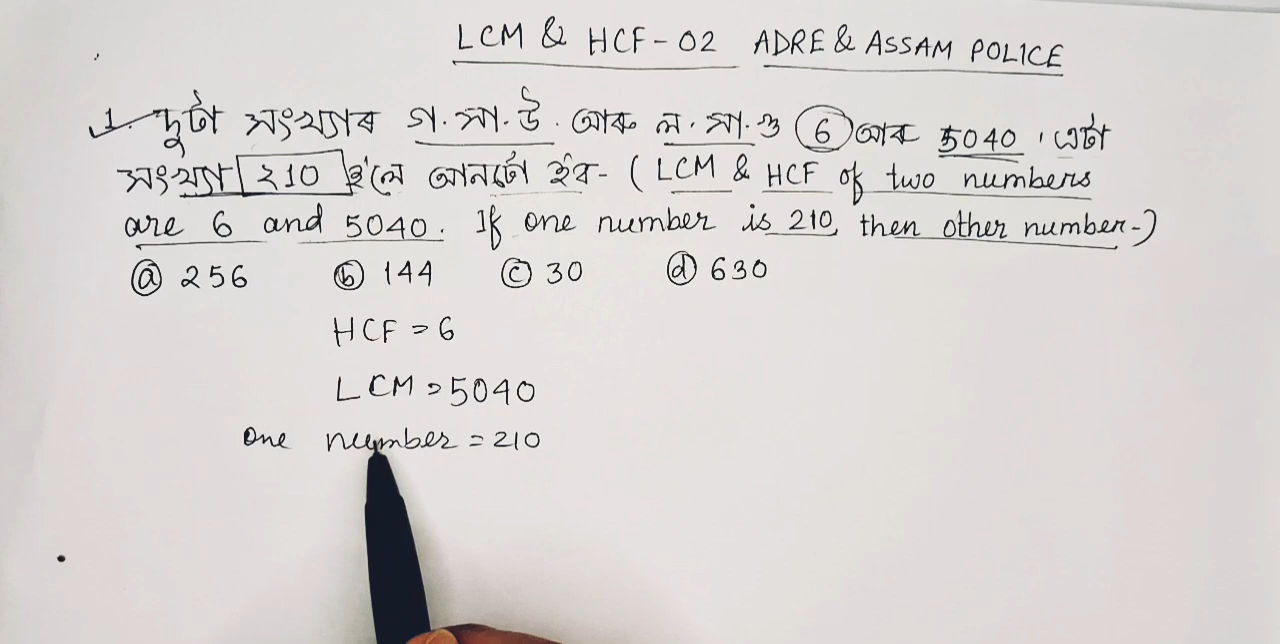 LCM & HCF-02 ADRE & ASSAM POLICE
1. দুটা সংখ্যাৰ গ.সা.উ. আৰু ল.সা.গু 6 আৰু 5040। এটা
সংখ্যা 210 হ'লে আনটো হ'ব- (LCM & HCF of two numbers
are 6 and 5040. If one number is 210, then other number-)
ⓐ 256 ⓑ 144 ⓒ 30 ⓓ 630
HCF = 6
LCM = 5040
One number = 210